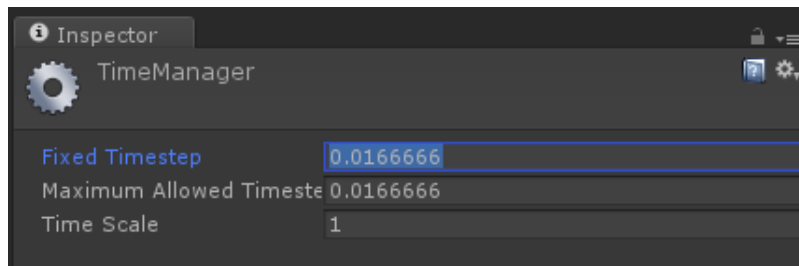 Inspector
TimeManager
Fixed Timestep 0.0166666
Maximum Allowed Timeste 0.0166666
Time Scale 1